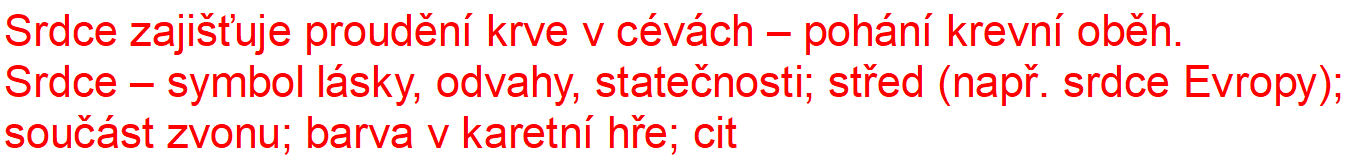 Srdce zajišťuje proudění krve v cévách – pohání krevní oběh.
Srdce – symbol lásky, odvahy, statečnosti; střed (např. srdce Evropy);
součást zvonu; barva v karetní hře; cit